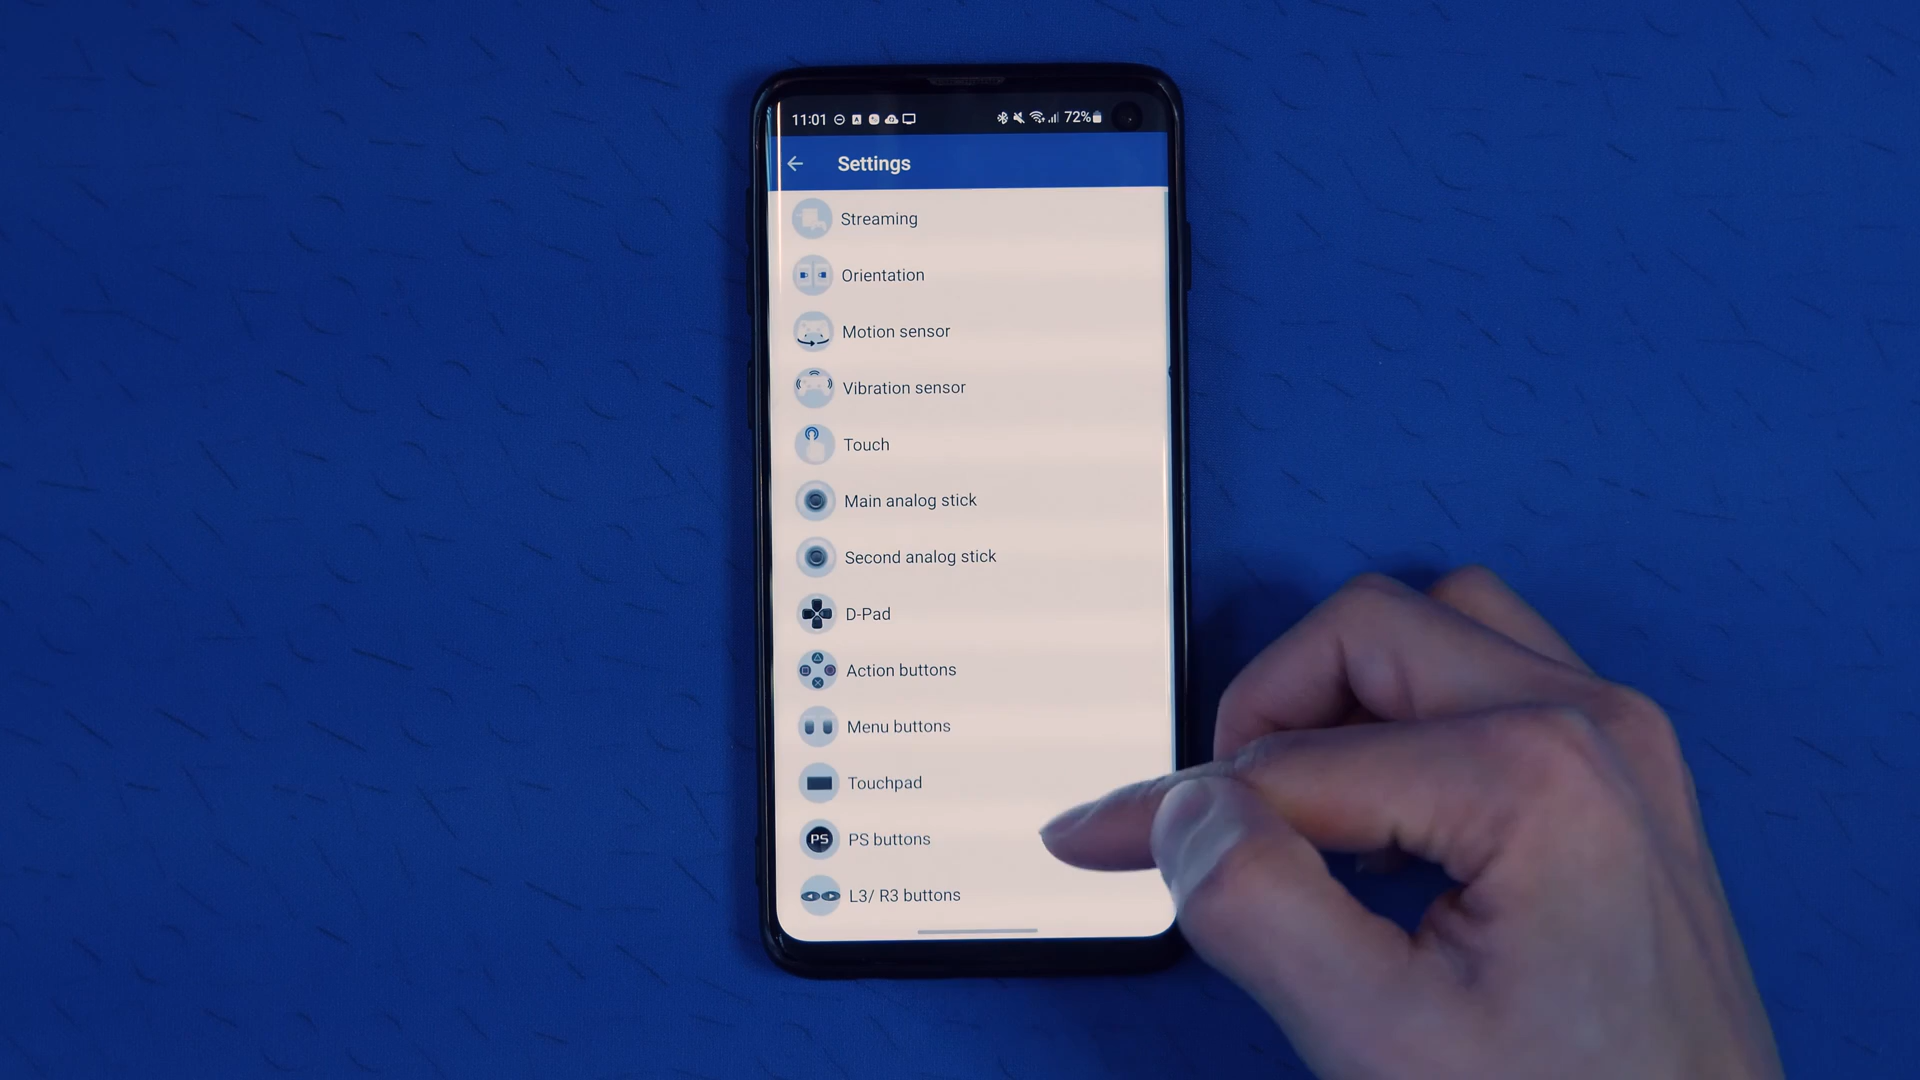 11:01 72%
Settings
Streaming
Orientation
Motion sensor
Vibration sensor
Touch
Main analog stick
Second analog stick
D-Pad
Action buttons
Menu buttons
Touchpad
PS PS buttons
L3/ R3 buttons